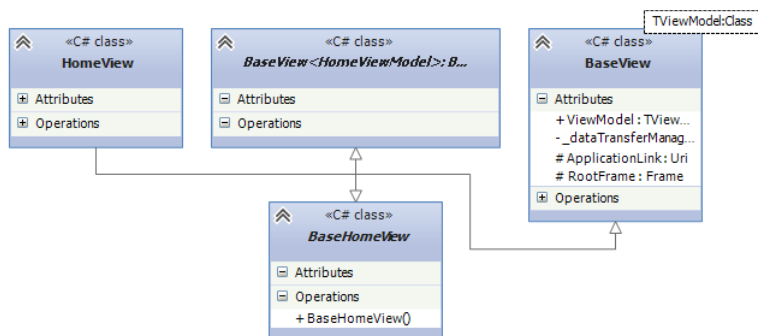 TViewModel:Class
«C# class»
HomeView
Attributes
Operations
«C# class»
BaseView<HomeViewModel>: B...
Attributes
Operations
«C# class»
BaseView
Attributes
+ ViewModel : TView...
- _dataTransferManag...
# ApplicationLink : Uri
# RootFrame : Frame
Operations
«C# class»
BaseHomeView
Attributes
Operations
+ BaseHomeView()